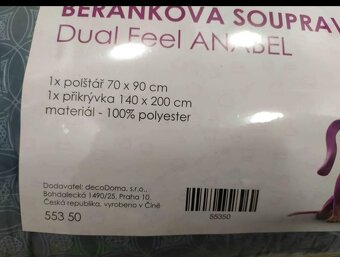 BERÁNKOVÁ SOUPRAV
Dual Feel ANABEL
1x polštář 70 x 90 cm
1x přikrývka 140 x 200 cm
materiál - 100% polyester
Dodavatel: decoDoma, s.r.o.,
Bohdalecká 1490/25, Praha 10,
Česká republika, vyrobeno v Číně
553 50
55350